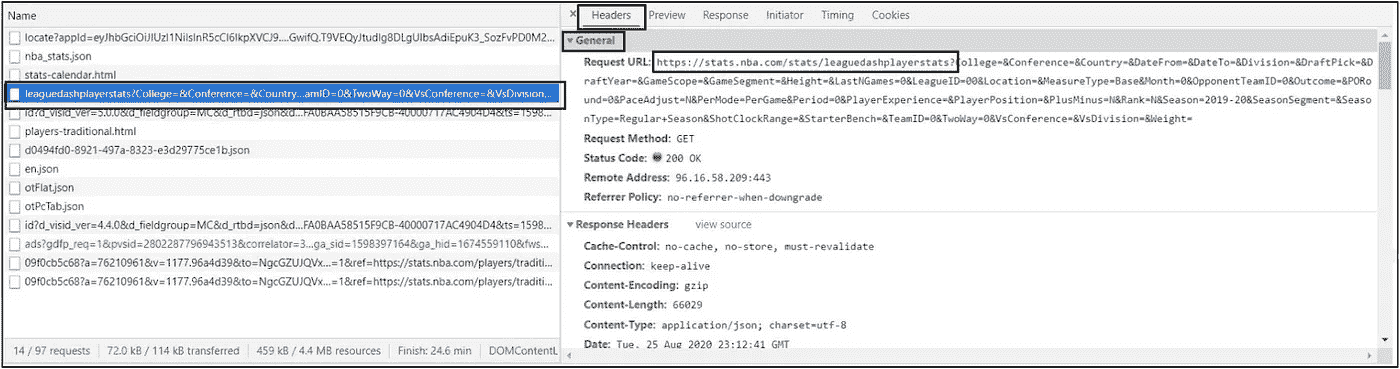 Name
locate?appId=eyJhbGciOiJIUzI1NiIsInR5cCI6IkpXVCJ9....GwifQ.T9VEQyJtudIg8DLgUIbsAdiEpuK3_SozFvPD0M2...
nba_stats.json
stats-calendar.html
leaguedashplayerstats?College=&Conference=&Country...amID=0&TwoWay=0&VsConference=&VsDivision...
id?d_visid_ver=5.0.0&d_fieldgroup=MC&d_rtbd=json&d...FA0BAA58515F9CB-40000717AC4904D4&ts=1598...
players-traditional.html
d0494fd0-8921-497a-8323-e3d29775ce1b.json
en.json
otFlat.json
otPcTab.json
id?d_visid_ver=4.4.0&d_fieldgroup=MC&d_rtbd=json&d...FA0BAA58515F9CB-40000717AC4904D4&ts=1598...
ads?gdfp_req=1&pvsid=2802287796943513&correlator=3...ga_sid=1598397164&ga_hid=1674559110&fws...
09f0cb5c68?a=76210961&v=1177.96a4d39&to=NgcGZUJQVx...=1&ref=https://stats.nba.com/players/traditi...
09f0cb5c68?a=76210961&v=1177.96a4d39&to=NgcGZUJQVx...=1&ref=https://stats.nba.com/players/traditi...
14 / 97 requests 72.0 kB / 114 kB transferred 459 kB / 4.4 MB resources Finish: 24.6 min DOMContentL
× Headers Preview Response Initiator Timing Cookies
General
Request URL: https://stats.nba.com/stats/leaguedashplayerstats?College=&Conference=&Country=&DateFrom=&DateTo=&Division=&DraftPick=&D
raftYear=&GameScope=&GameSegment=&Height=&LastNGames=0&LeagueID=00&Location=&MeasureType=Base&Month=0&OpponentTeamID=0&Outcome=&PORo
und=0&PaceAdjust=N&PerMode=PerGame&Period=0&PlayerExperience=&PlayerPosition=&PlusMinus=N&Rank=N&Season=2019-20&SeasonSegment=&Seaso
nType=Regular+Season&ShotClockRange=&StarterBench=&TeamID=0&TwoWay=0&VsConference=&VsDivision=&Weight=
Request Method: GET
Status Code: 200 OK
Remote Address: 96.16.58.209:443
Referrer Policy: no-referrer-when-downgrade
Response Headers view source
Cache-Control: no-cache, no-store, must-revalidate
Connection: keep-alive
Content-Encoding: gzip
Content-Length: 66029
Content-Type: application/json; charset=utf-8
Date: Tue, 25 Aug 2020 23:12:41 GMT